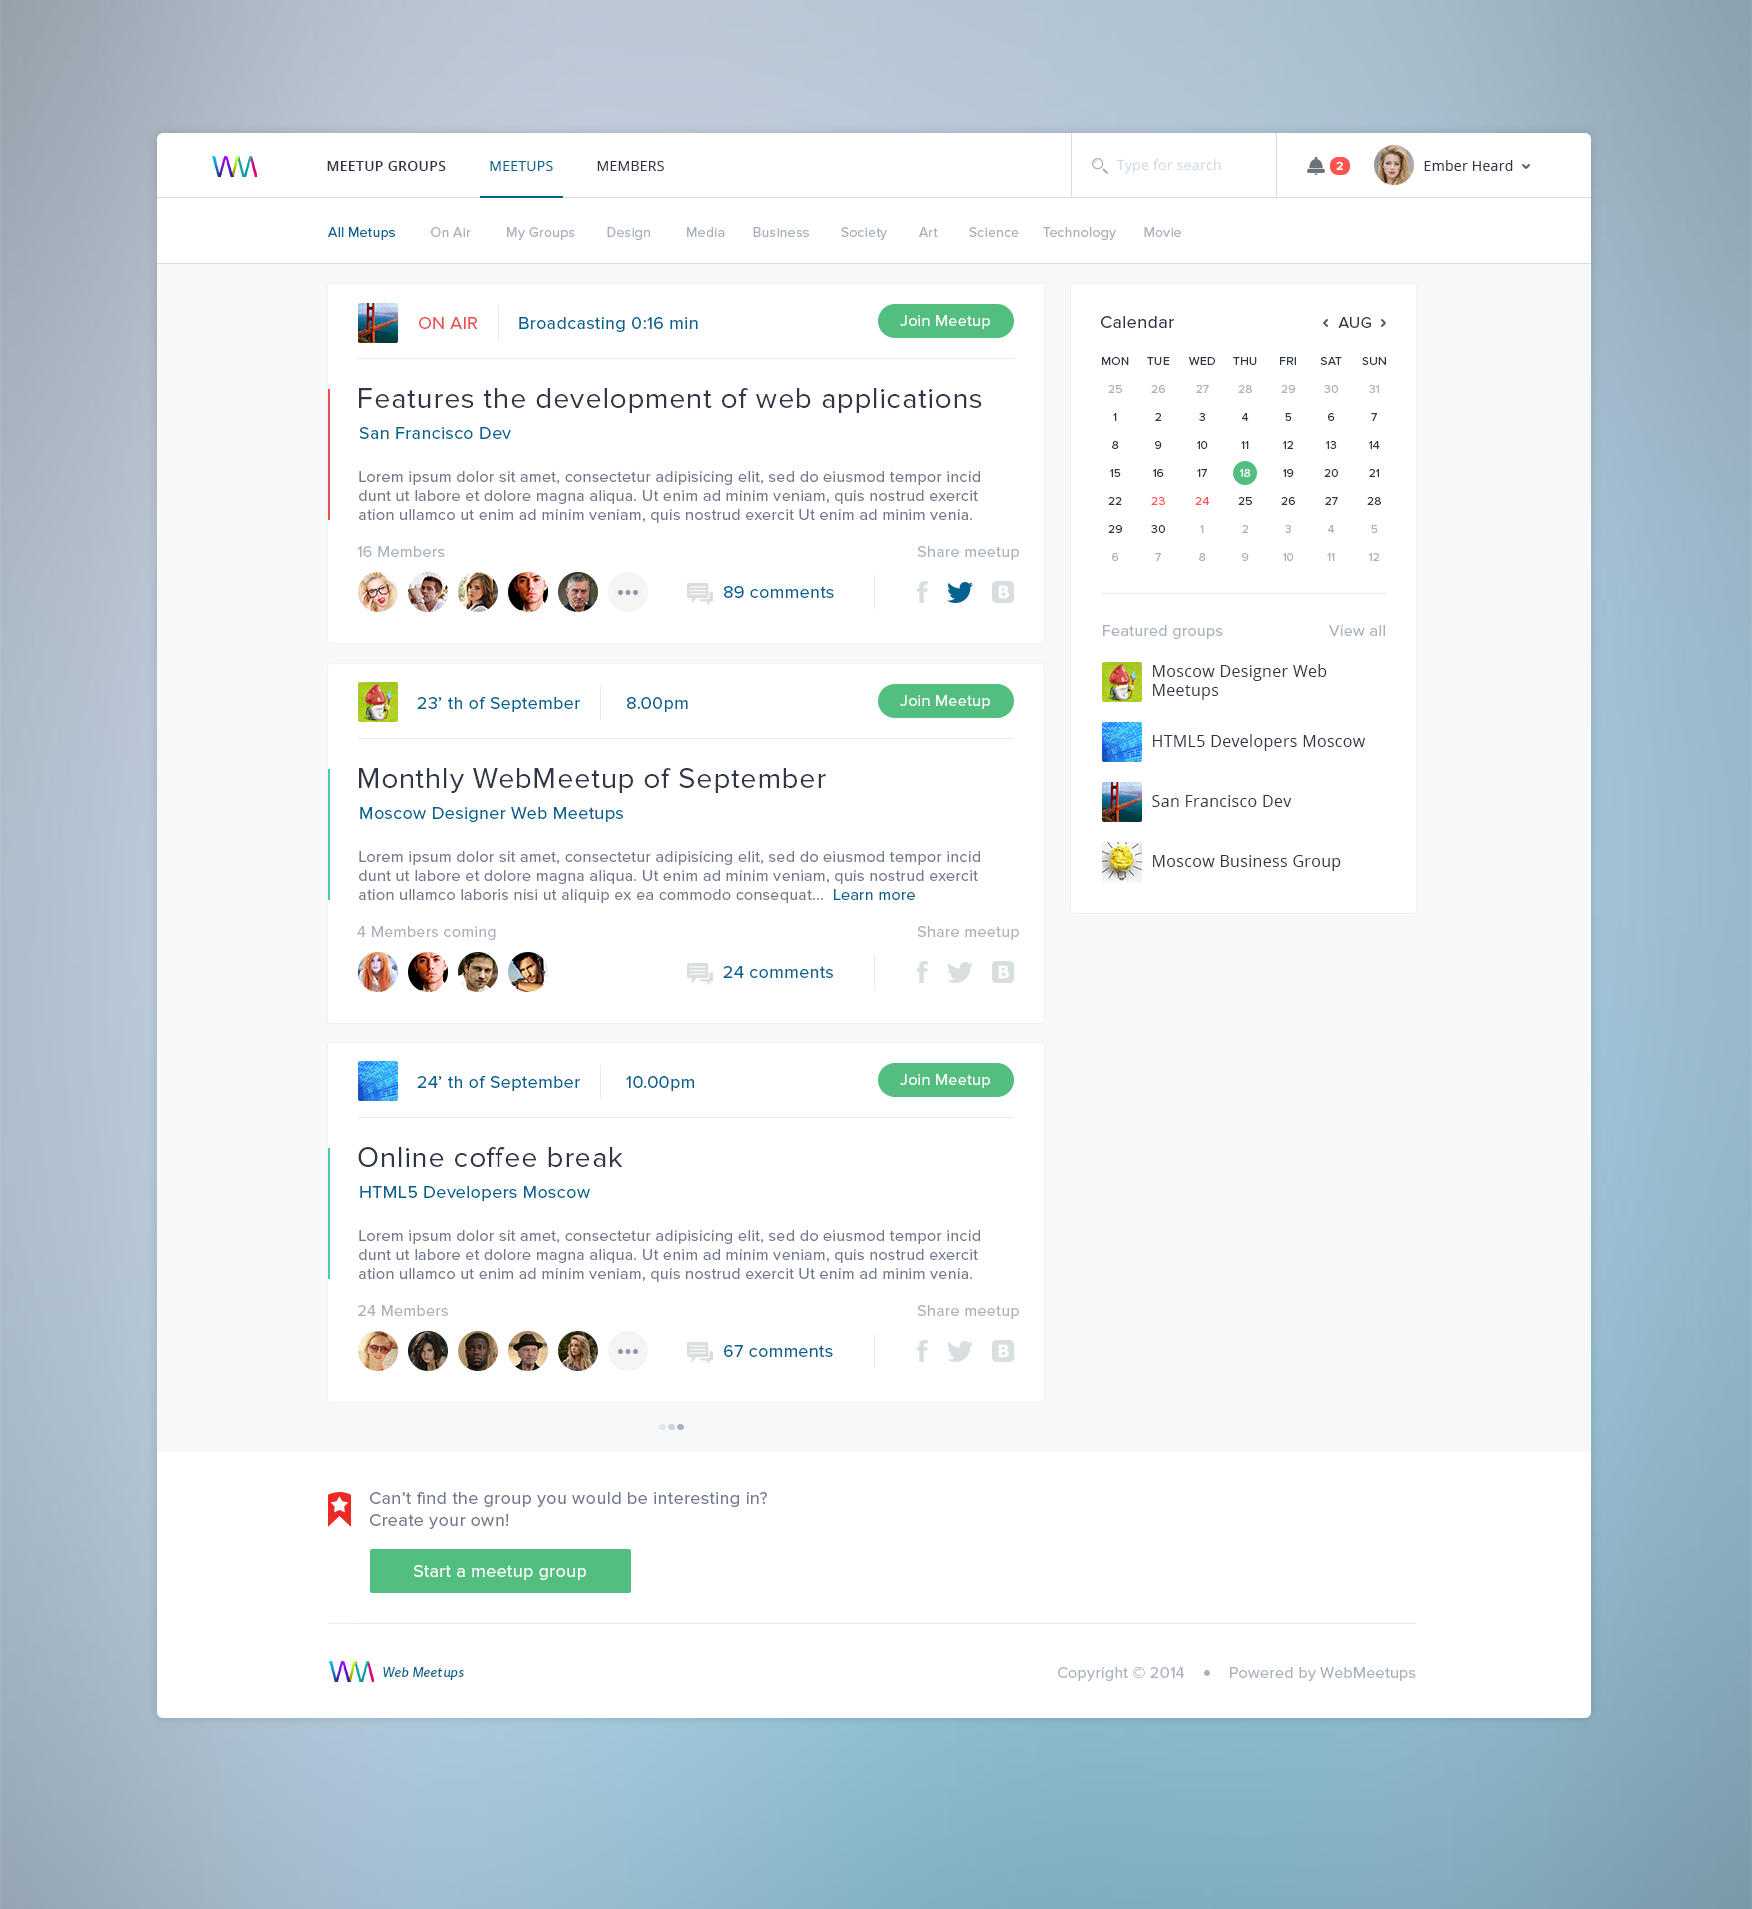 WM
MEETUP GROUPS
MEETUPS
MEMBERS
Type for search
2
Ember Heard
All Metups
On Air
My Groups
Design
Media
Business
Society
Art
Science
Technology
Movie
ON AIR
Broadcasting 0:16 min
Join Meetup
Features the development of web applications
San Francisco Dev
Lorem ipsum dolor sit amet, consectetur adipisicing elit, sed do eiusmod tempor incid
dunt ut labore et dolore magna aliqua. Ut enim ad minim veniam, quis nostrud exercit
ation ullamco ut enim ad minim veniam, quis nostrud exercit Ut enim ad minim venia.
16 Members
Share meetup
89 comments
f
B
23’ th of September
8.00pm
Join Meetup
Monthly WebMeetup of September
Moscow Designer Web Meetups
Lorem ipsum dolor sit amet, consectetur adipisicing elit, sed do eiusmod tempor incid
dunt ut labore et dolore magna aliqua. Ut enim ad minim veniam, quis nostrud exercit
ation ullamco laboris nisi ut aliquip ex ea commodo consequat... Learn more
4 Members coming
Share meetup
24 comments
f
B
24’ th of September
10.00pm
Join Meetup
Online coffee break
HTML5 Developers Moscow
Lorem ipsum dolor sit amet, consectetur adipisicing elit, sed do eiusmod tempor incid
dunt ut labore et dolore magna aliqua. Ut enim ad minim veniam, quis nostrud exercit
ation ullamco ut enim ad minim veniam, quis nostrud exercit Ut enim ad minim venia.
24 Members
Share meetup
67 comments
f
B
Calendar
AUG
MON TUE WED THU FRI SAT SUN
25 26 27 28 29 30 31
1 2 3 4 5 6 7
8 9 10 11 12 13 14
15 16 17 18 19 20 21
22 23 24 25 26 27 28
29 30 1 2 3 4 5
6 7 8 9 10 11 12
Featured groups
View all
Moscow Designer Web
Meetups
HTML5 Developers Moscow
San Francisco Dev
Moscow Business Group
Can’t find the group you would be interesting in?
Create your own!
Start a meetup group
WM Web Meetups
Copyright © 2014 • Powered by WebMeetups